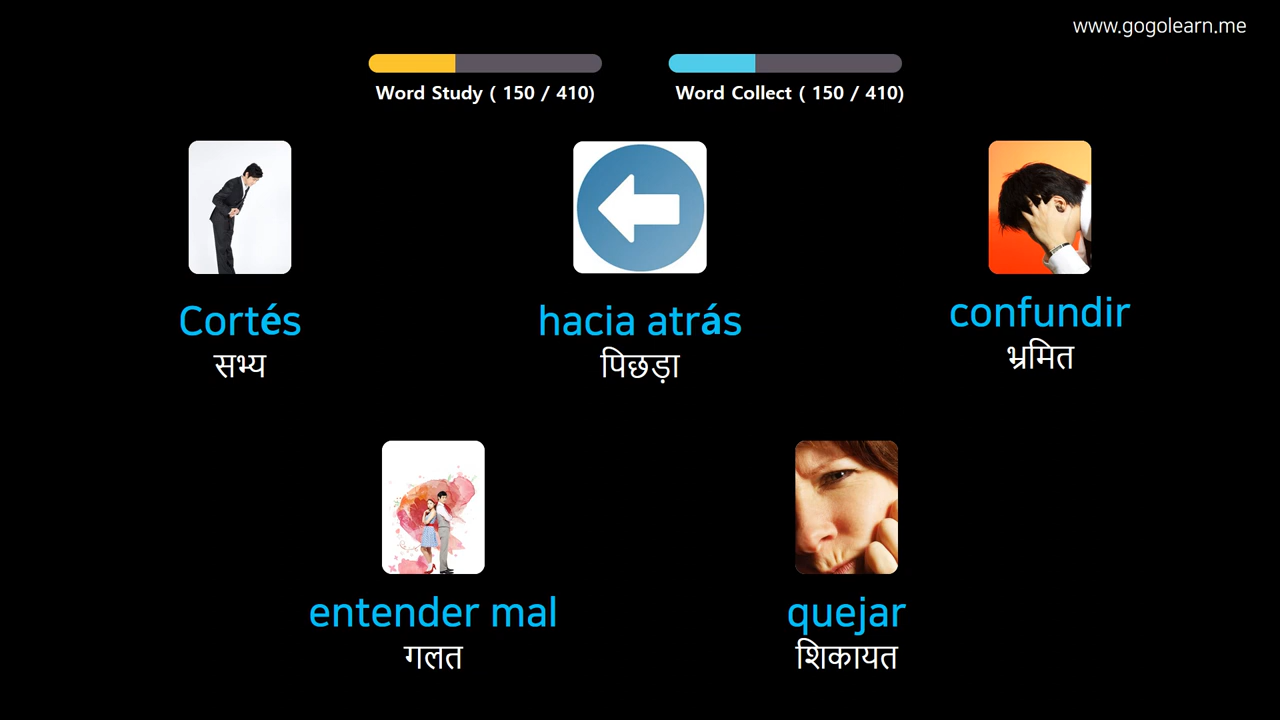 www.gogolearn.me
Word Study ( 150 / 410)
Word Collect ( 150 / 410)
Cortés
सभ्य
hacia atrás
पिछड़ा
confundir
भ्रमित
entender mal
गलत
quejar
शिकायत